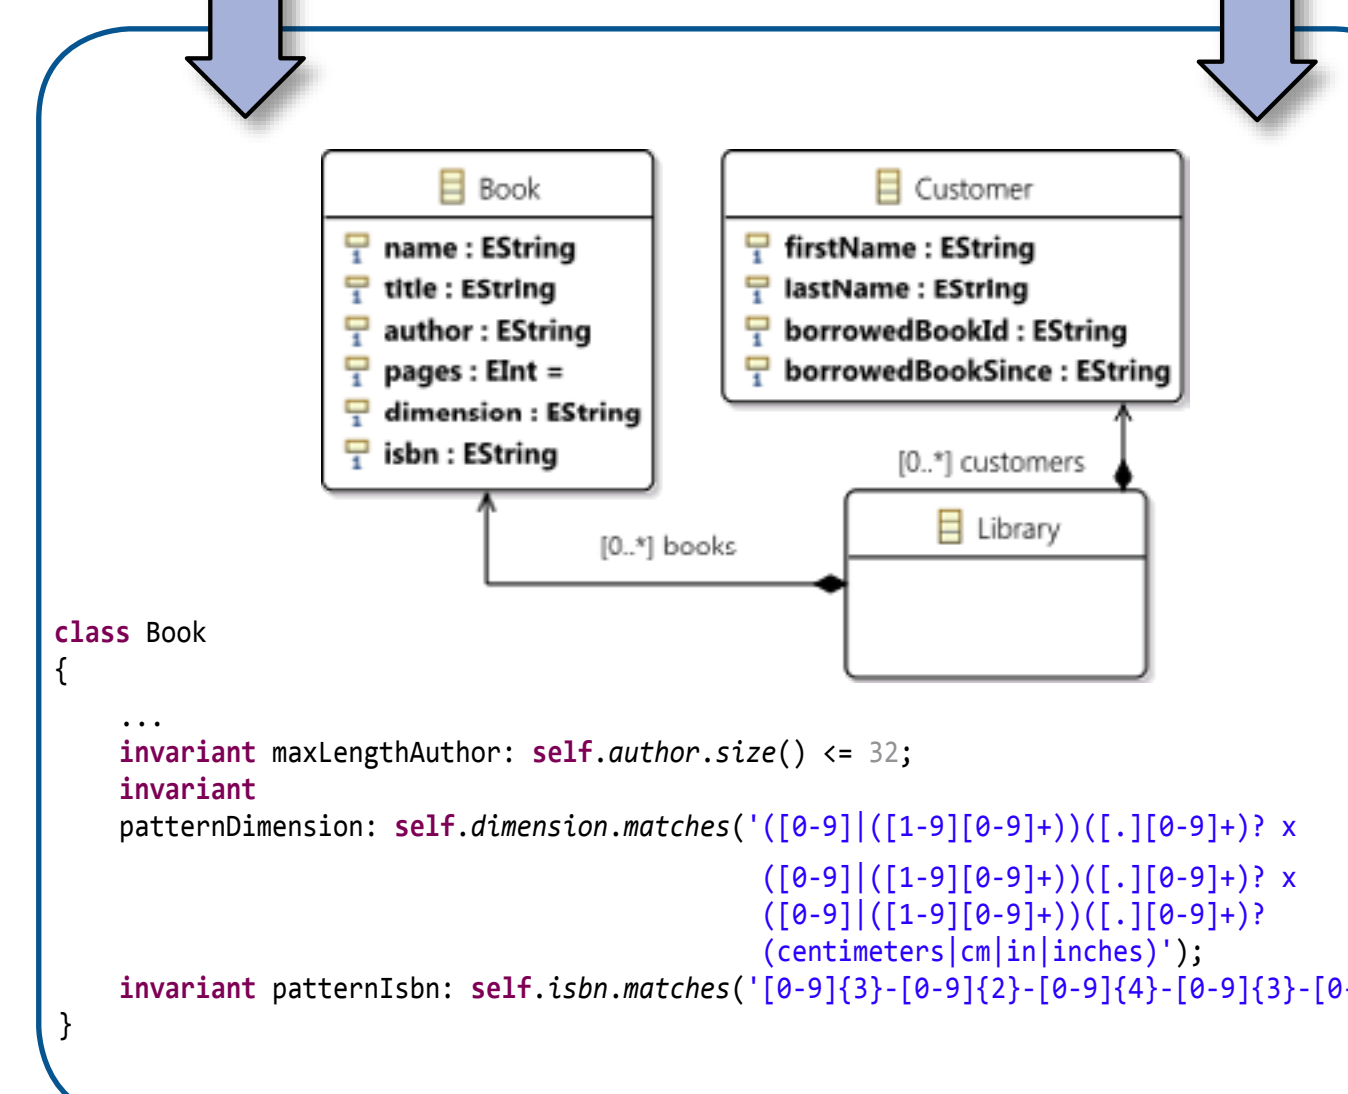 Book
name : EString
title : EString
author : EString
pages : EInt =
dimension : EString
isbn : EString
Customer
firstName : EString
lastName : EString
borrowedBookId : EString
borrowedBookSince : EString
[0..*] customers
Library
[0..*] books
class Book
{
...
invariant maxLengthAuthor: self.author.size() <= 32;
invariant
patternDimension: self.dimension.matches('([0-9]|([1-9][0-9]+))([.][0-9]+)? x
([0-9]|([1-9][0-9]+))([.][0-9]+)? x
([0-9]|([1-9][0-9]+))([.][0-9]+)?
(centimeters|cm|in|inches)');
invariant patternIsbn: self.isbn.matches('[0-9]{3}-[0-9]{2}-[0-9]{4}-[0-9]{3}-[0-
}